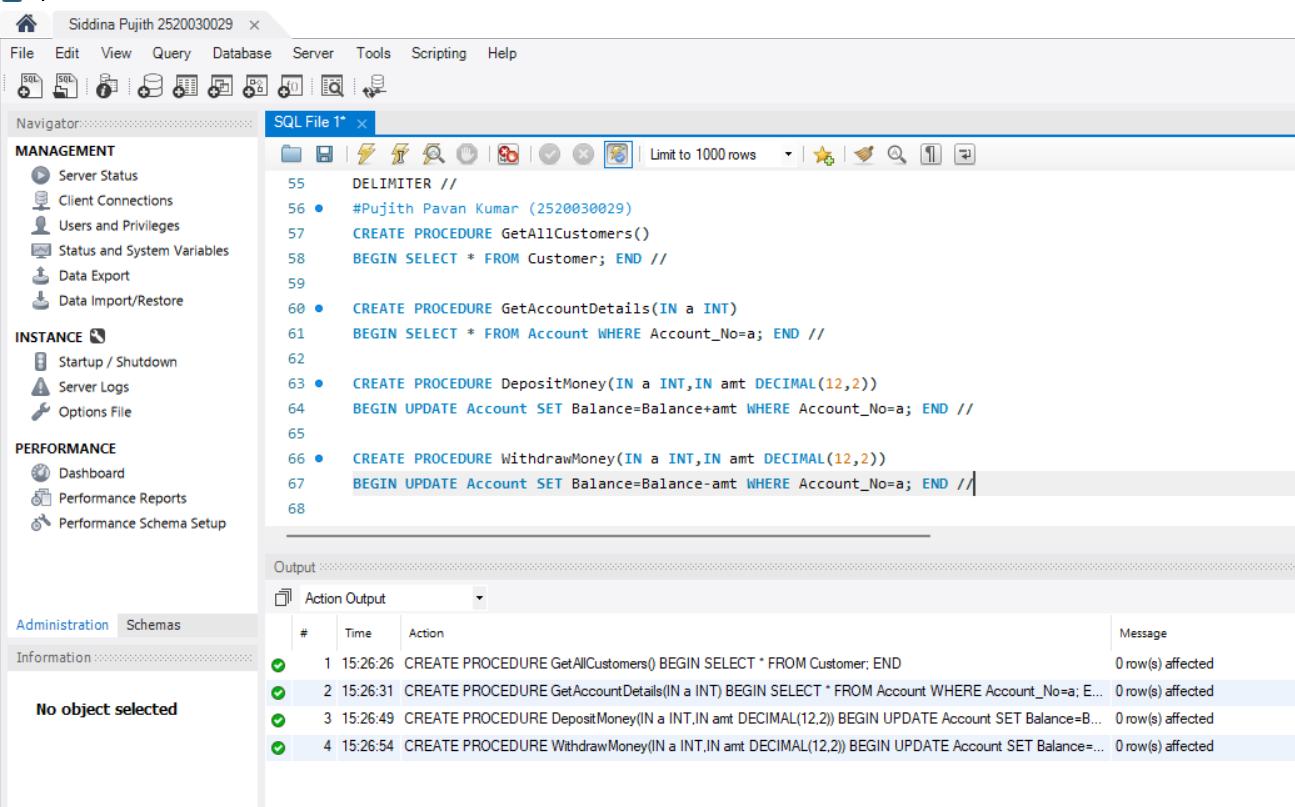 Siddina Pujith 2520030029 ×
File Edit View Query Database Server Tools Scripting Help
Navigator
MANAGEMENT
Server Status
Client Connections
Users and Privileges
Status and System Variables
Data Export
Data Import/Restore
INSTANCE
Startup / Shutdown
Server Logs
Options File
PERFORMANCE
Dashboard
Performance Reports
Performance Schema Setup
Administration Schemas
Information
No object selected
SQL File 1* ×
Limit to 1000 rows
55 DELIMITER //
56 #Pujith Pavan Kumar (2520030029)
57 CREATE PROCEDURE GetAllCustomers()
58 BEGIN SELECT * FROM Customer; END //
59
60 CREATE PROCEDURE GetAccountDetails(IN a INT)
61 BEGIN SELECT * FROM Account WHERE Account_No=a; END //
62
63 CREATE PROCEDURE DepositMoney(IN a INT,IN amt DECIMAL(12,2))
64 BEGIN UPDATE Account SET Balance=Balance+amt WHERE Account_No=a; END //
65
66 CREATE PROCEDURE WithdrawMoney(IN a INT,IN amt DECIMAL(12,2))
67 BEGIN UPDATE Account SET Balance=Balance-amt WHERE Account_No=a; END //
68
Output
Action Output
# Time Action Message
1 15:26:26 CREATE PROCEDURE GetAllCustomers() BEGIN SELECT * FROM Customer; END 0 row(s) affected
2 15:26:31 CREATE PROCEDURE GetAccountDetails(IN a INT) BEGIN SELECT * FROM Account WHERE Account_No=a; E... 0 row(s) affected
3 15:26:49 CREATE PROCEDURE DepositMoney(IN a INT,IN amt DECIMAL(12,2)) BEGIN UPDATE Account SET Balance=B... 0 row(s) affected
4 15:26:54 CREATE PROCEDURE WithdrawMoney(IN a INT,IN amt DECIMAL(12,2)) BEGIN UPDATE Account SET Balance=... 0 row(s) affected